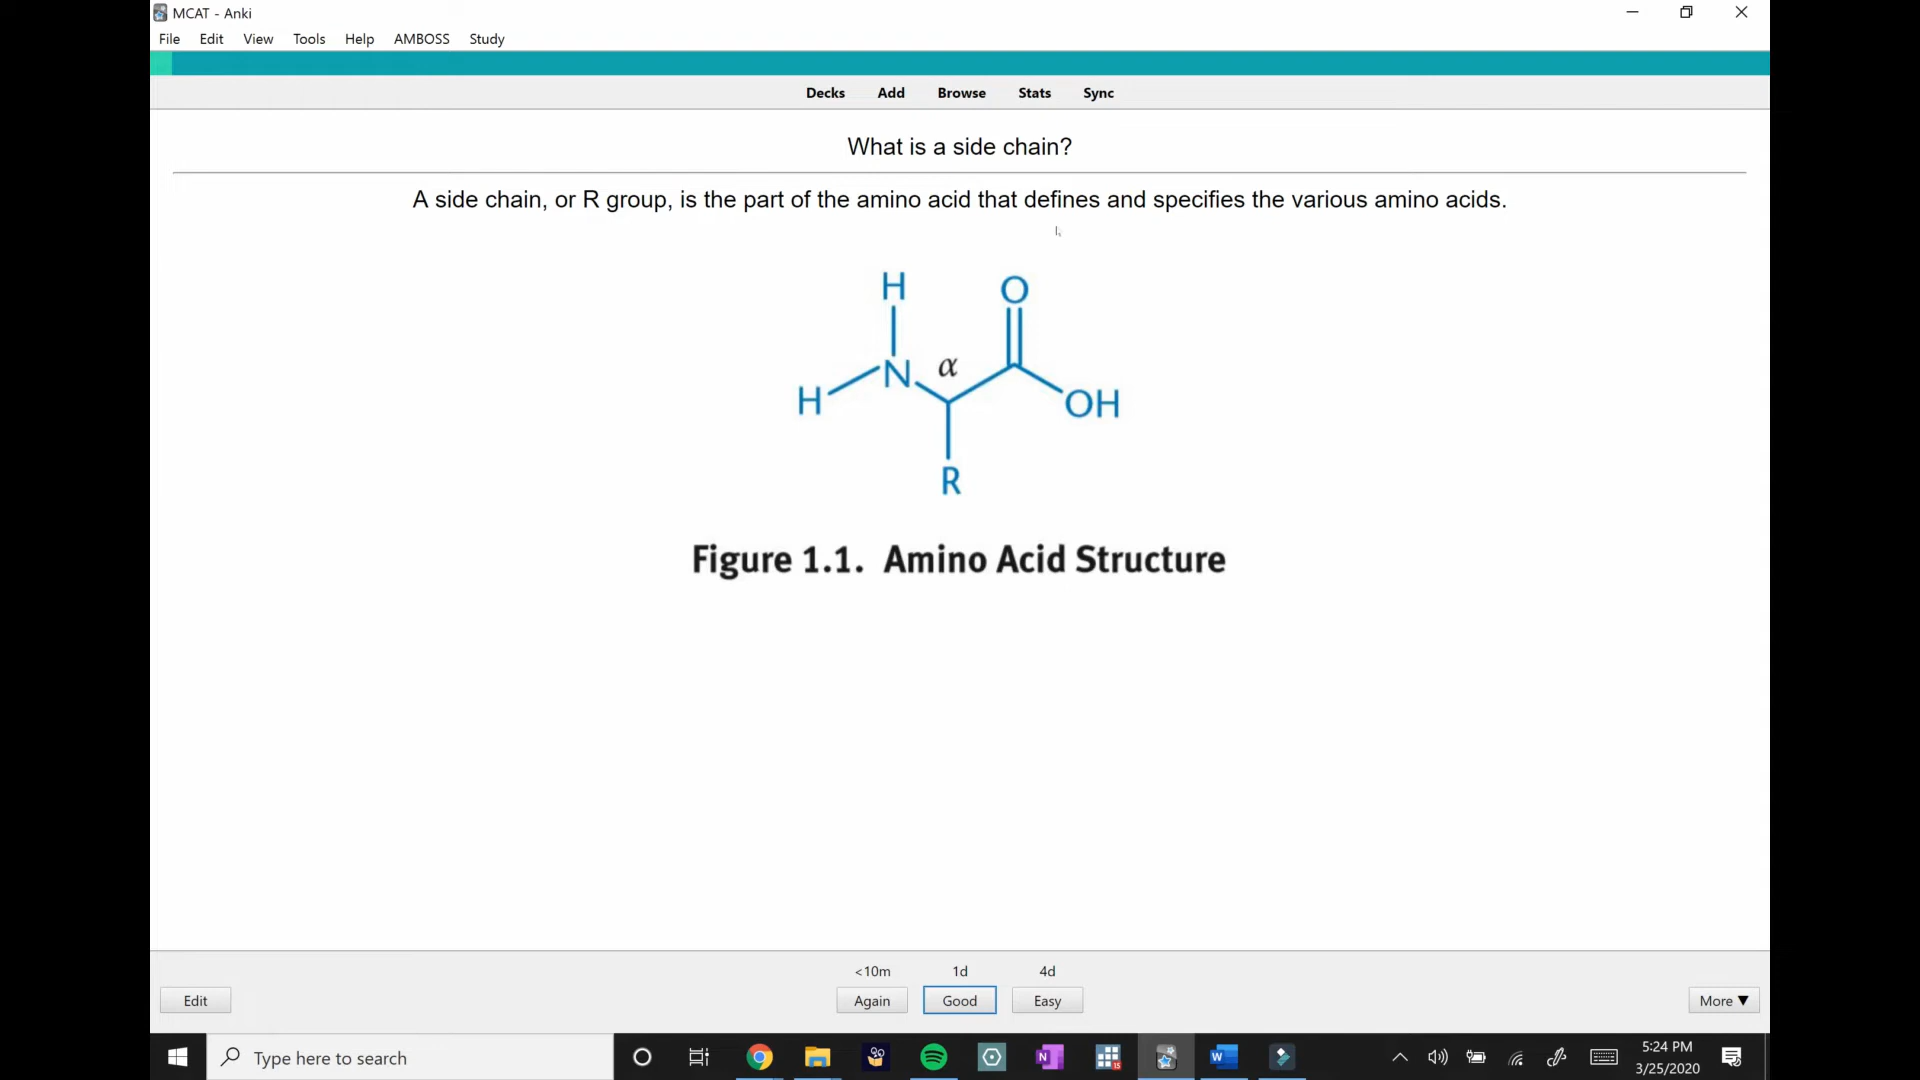 MCAT - Anki
File Edit View Tools Help AMBOSS Study
Decks Add Browse Stats Sync
What is a side chain?
A side chain, or R group, is the part of the amino acid that defines and specifies the various amino acids.
H O
N α
H OH
R
Figure 1.1. Amino Acid Structure
<10m 1d 4d
Edit Again Good Easy More ▼
Type here to search
5:24 PM
3/25/2020